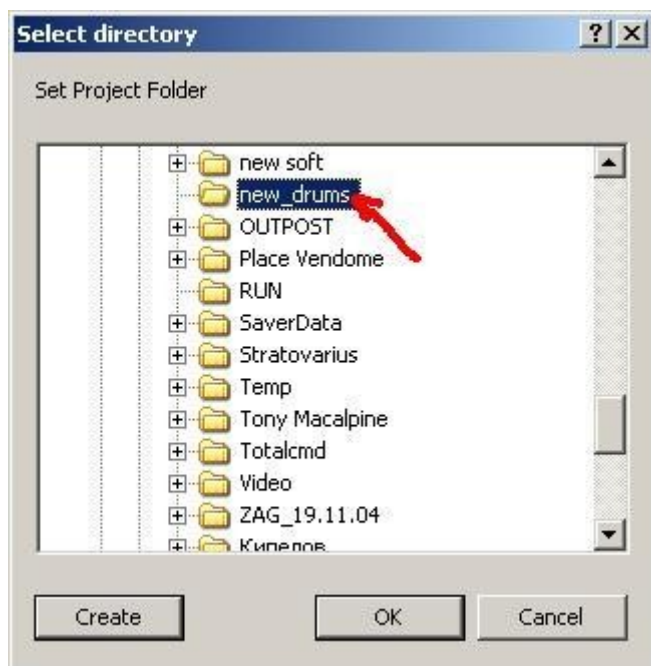 Select directory
Set Project Folder
new soft
new_drums
OUTPOST
Place Vendome
RUN
SaverData
Stratovarius
Temp
Tony Macalpine
Totalcmd
Video
ZAG_19.11.04
Кипелов
Create OK Cancel